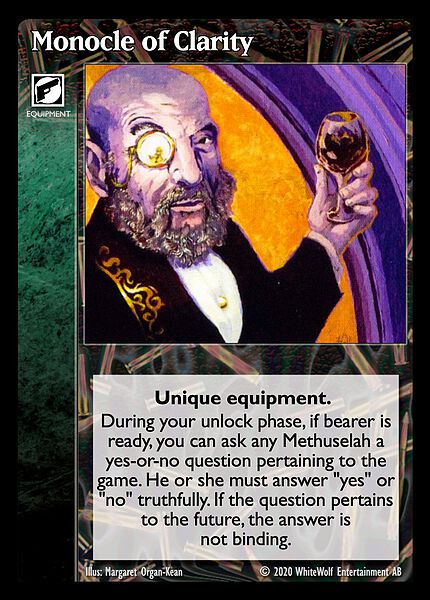 Monocle of Clarity
EQUIPMENT
Unique equipment.
During your unlock phase, if bearer is
ready, you can ask any Methuselah a
yes-or-no question pertaining to the
game. He or she must answer "yes" or
"no" truthfully. If the question pertains
to the future, the answer is
not binding.
Illus: Margaret Organ-Kean
© 2020 WhiteWolf Entertainment AB